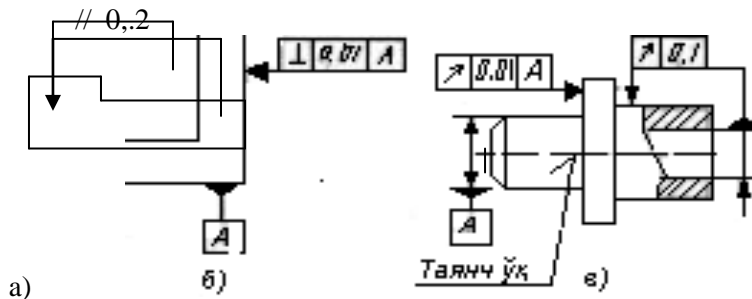 // 0,.2
⊥ 0,01 A
↗ 0.01 A
↗ 0,1
A
A
Таянч ўқ
а)
б)
в)